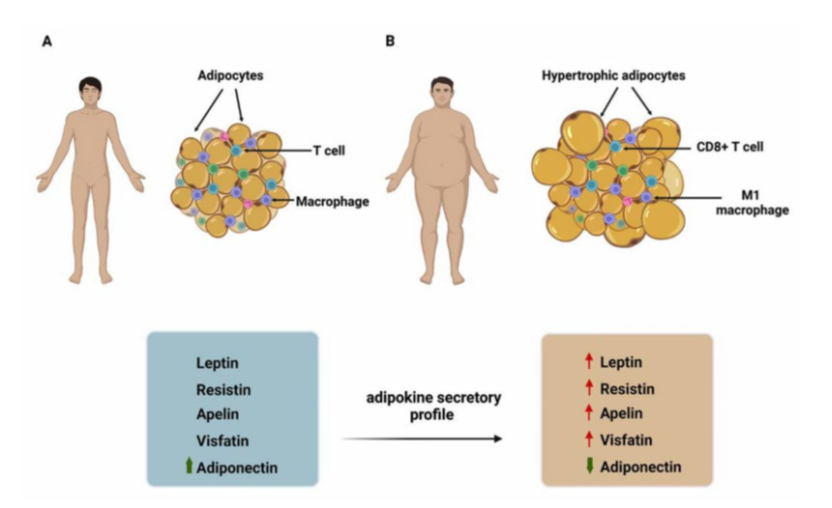 A
B
Adipocytes
T cell
Macrophage
Hypertrophic adipocytes
CD8+ T cell
M1
macrophage
Leptin
Resistin
Apelin
Visfatin
Adiponectin
adipokine secretory
profile
Leptin
Resistin
Apelin
Visfatin
Adiponectin